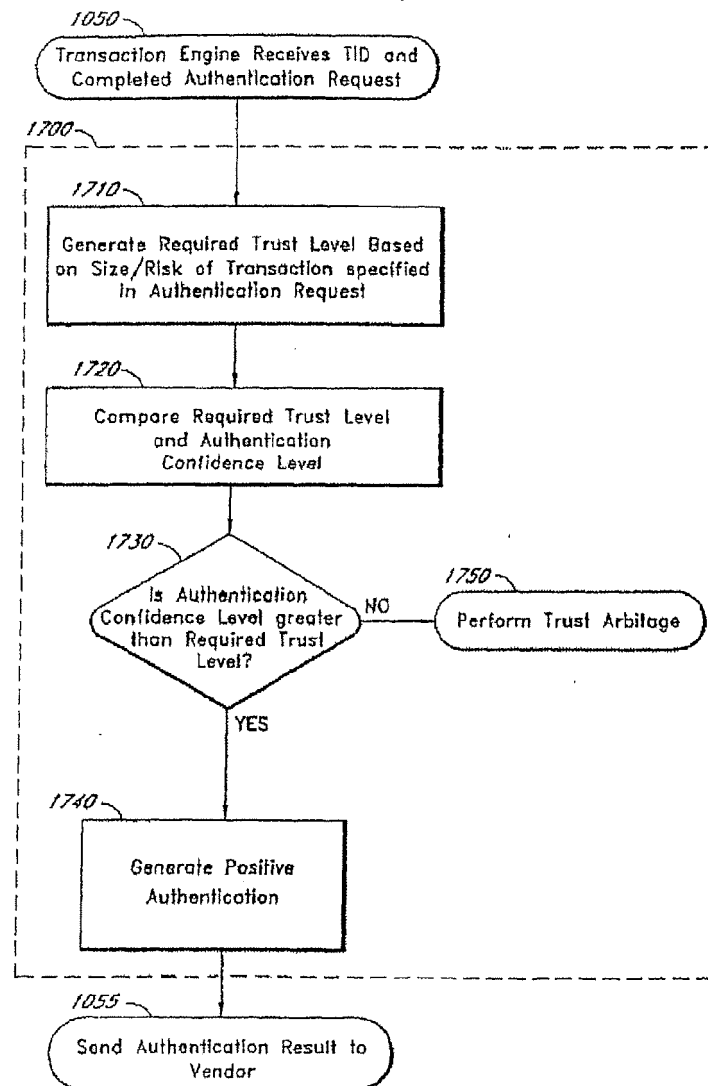 1050
Transaction Engine Receives TID and
Completed Authentication Request
1700
1710
Generate Required Trust Level Based
on Size/Risk of Transaction specified
in Authentication Request
1720
Compare Required Trust Level
and Authentication
Confidence Level
1730
Is Authentication
Confidence Level greater
than Required Trust
Level?
NO
1750
Perform Trust Arbitage
YES
1740
Generate Positive
Authentication
1055
Send Authentication Result to
Vendor